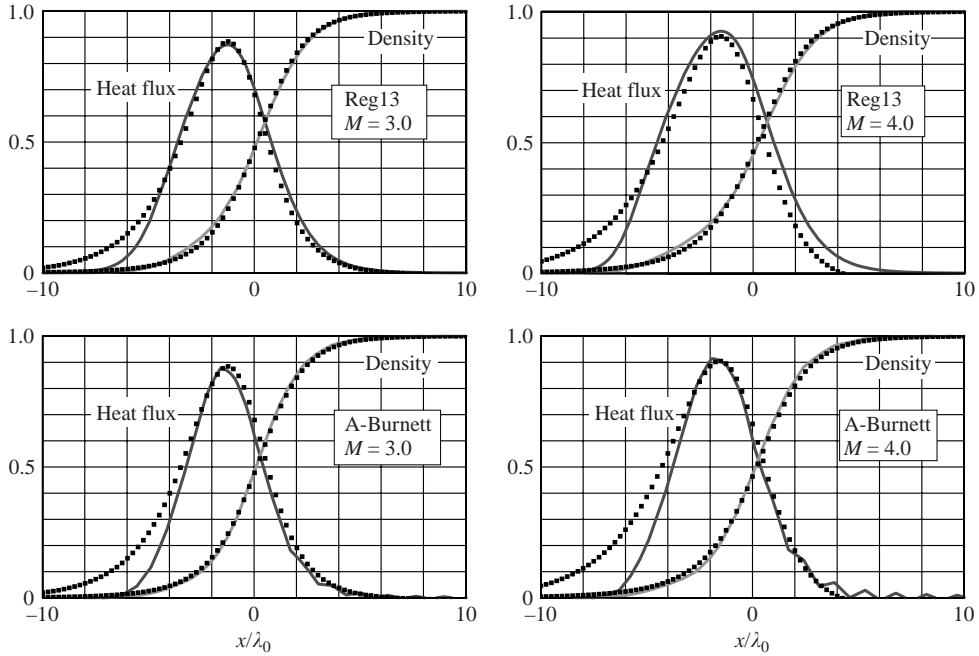 1.0
Density
Heat flux
Reg13
M = 3.0
0.5
0
−10
0
10
1.0
Density
Heat flux
Reg13
M = 4.0
0.5
0
−10
0
10
1.0
Density
Heat flux
A-Burnett
M = 3.0
0.5
0
−10
0
10
x/λ0
1.0
Density
Heat flux
A-Burnett
M = 4.0
0.5
0
−10
0
10
x/λ0